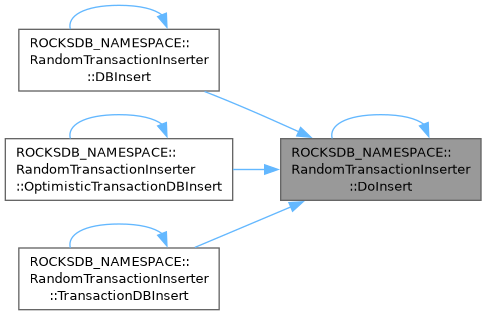 ROCKSDB_NAMESPACE::
RandomTransactionInserter
::DBInsert
ROCKSDB_NAMESPACE::
RandomTransactionInserter
::OptimisticTransactionDBInsert
ROCKSDB_NAMESPACE::
RandomTransactionInserter
::DoInsert
ROCKSDB_NAMESPACE::
RandomTransactionInserter
::TransactionDBInsert